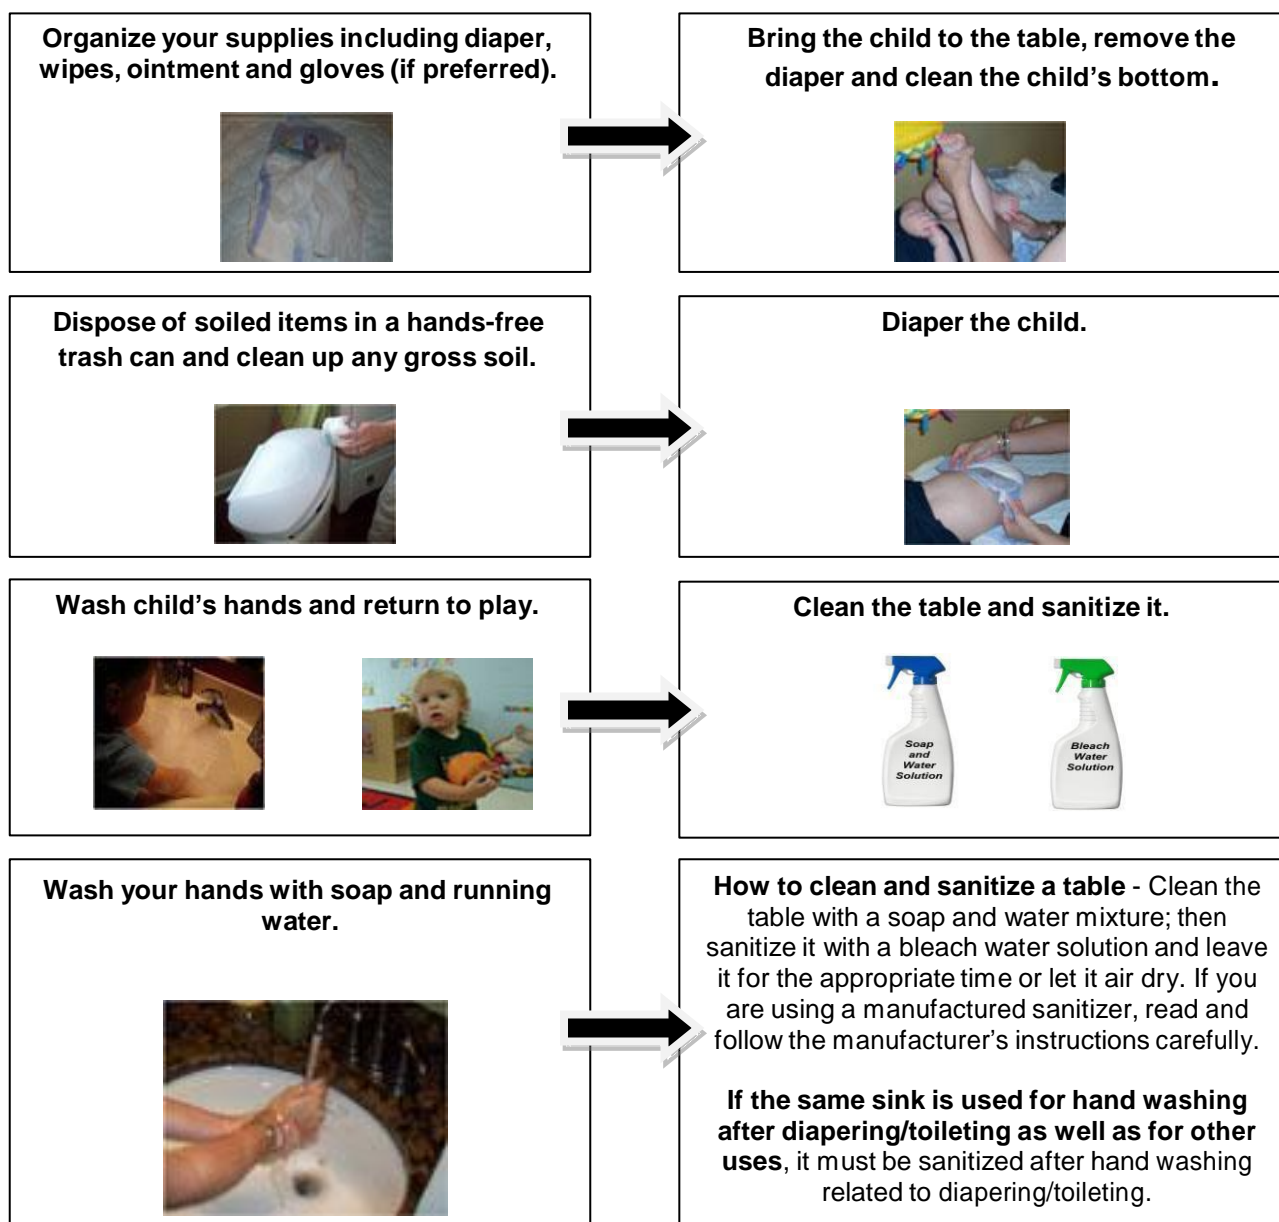 Organize your supplies including diaper,
wipes, ointment and gloves (if preferred).
Bring the child to the table, remove the
diaper and clean the child’s bottom.
Dispose of soiled items in a hands-free
trash can and clean up any gross soil.
Diaper the child.
Wash child’s hands and return to play.
Clean the table and sanitize it.
Soap
and
Water
Solution
Bleach
Water
Solution
Wash your hands with soap and running
water.
How to clean and sanitize a table - Clean the
table with a soap and water mixture; then
sanitize it with a bleach water solution and leave
it for the appropriate time or let it air dry. If you
are using a manufactured sanitizer, read and
follow the manufacturer’s instructions carefully.
If the same sink is used for hand washing
after diapering/toileting as well as for other
uses, it must be sanitized after hand washing
related to diapering/toileting.